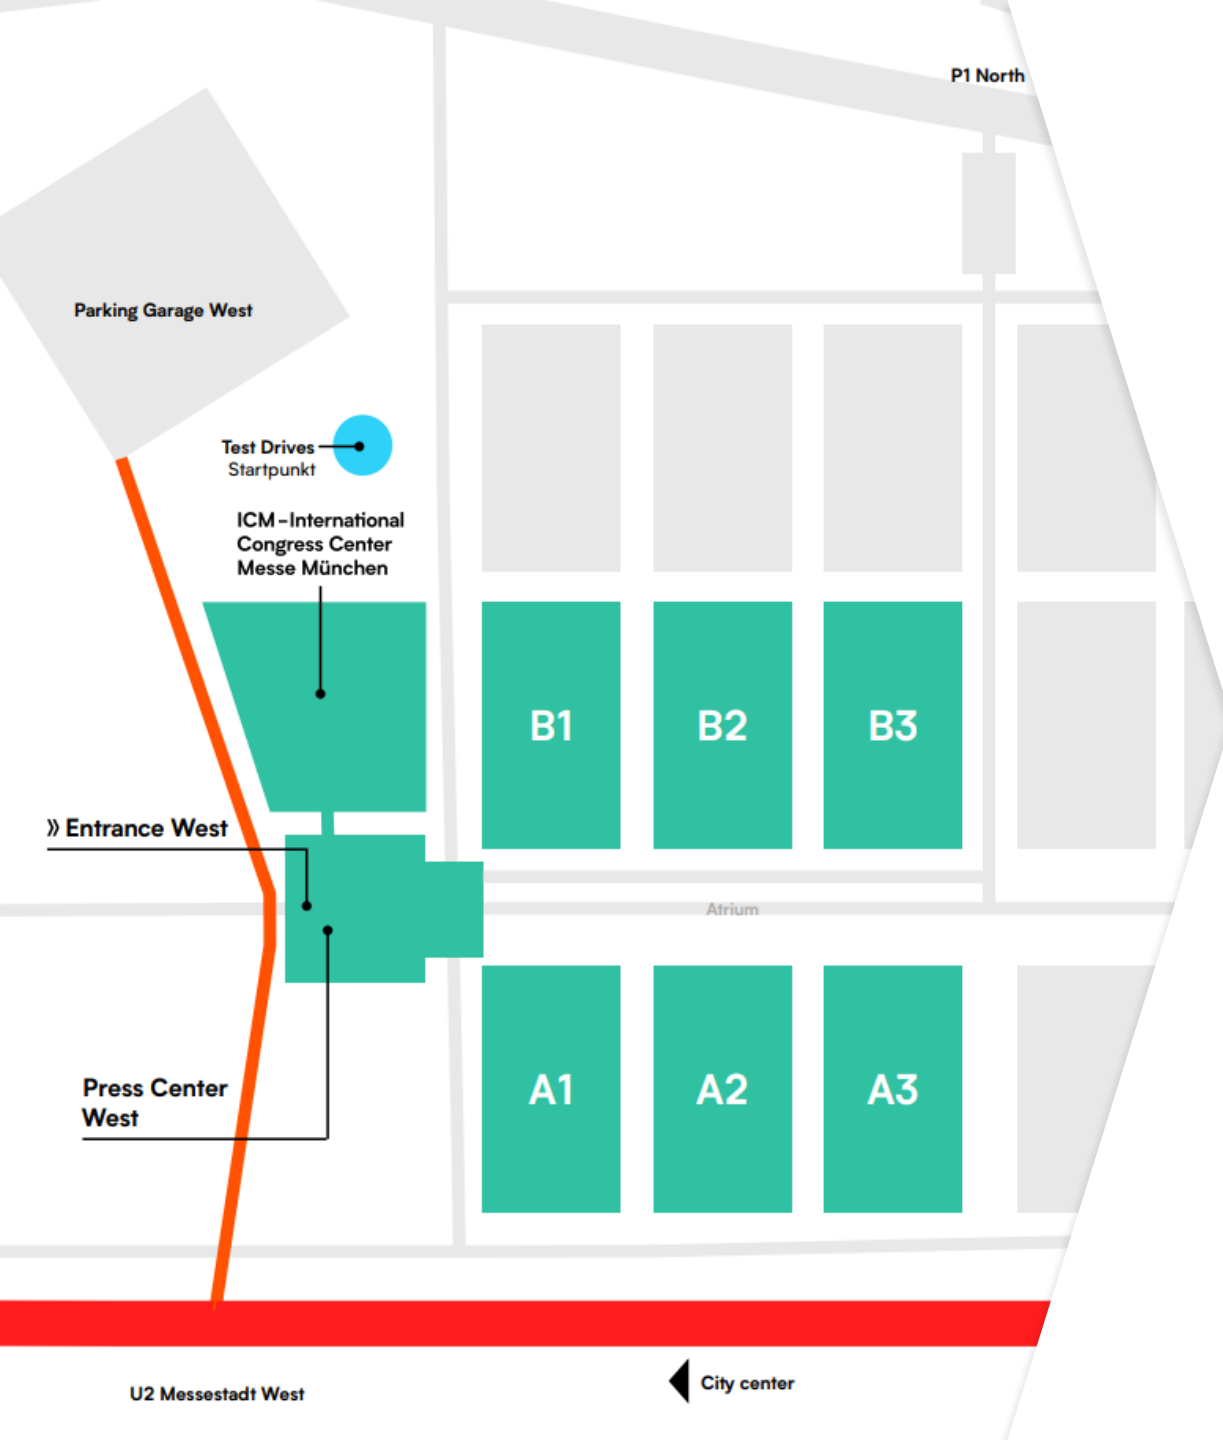 P1 North
Parking Garage West
Test Drives
Startpunkt
ICM – International
Congress Center
Messe München
B1
B2
B3
» Entrance West
Atrium
Press Center
West
A1
A2
A3
U2 Messestadt West
City center